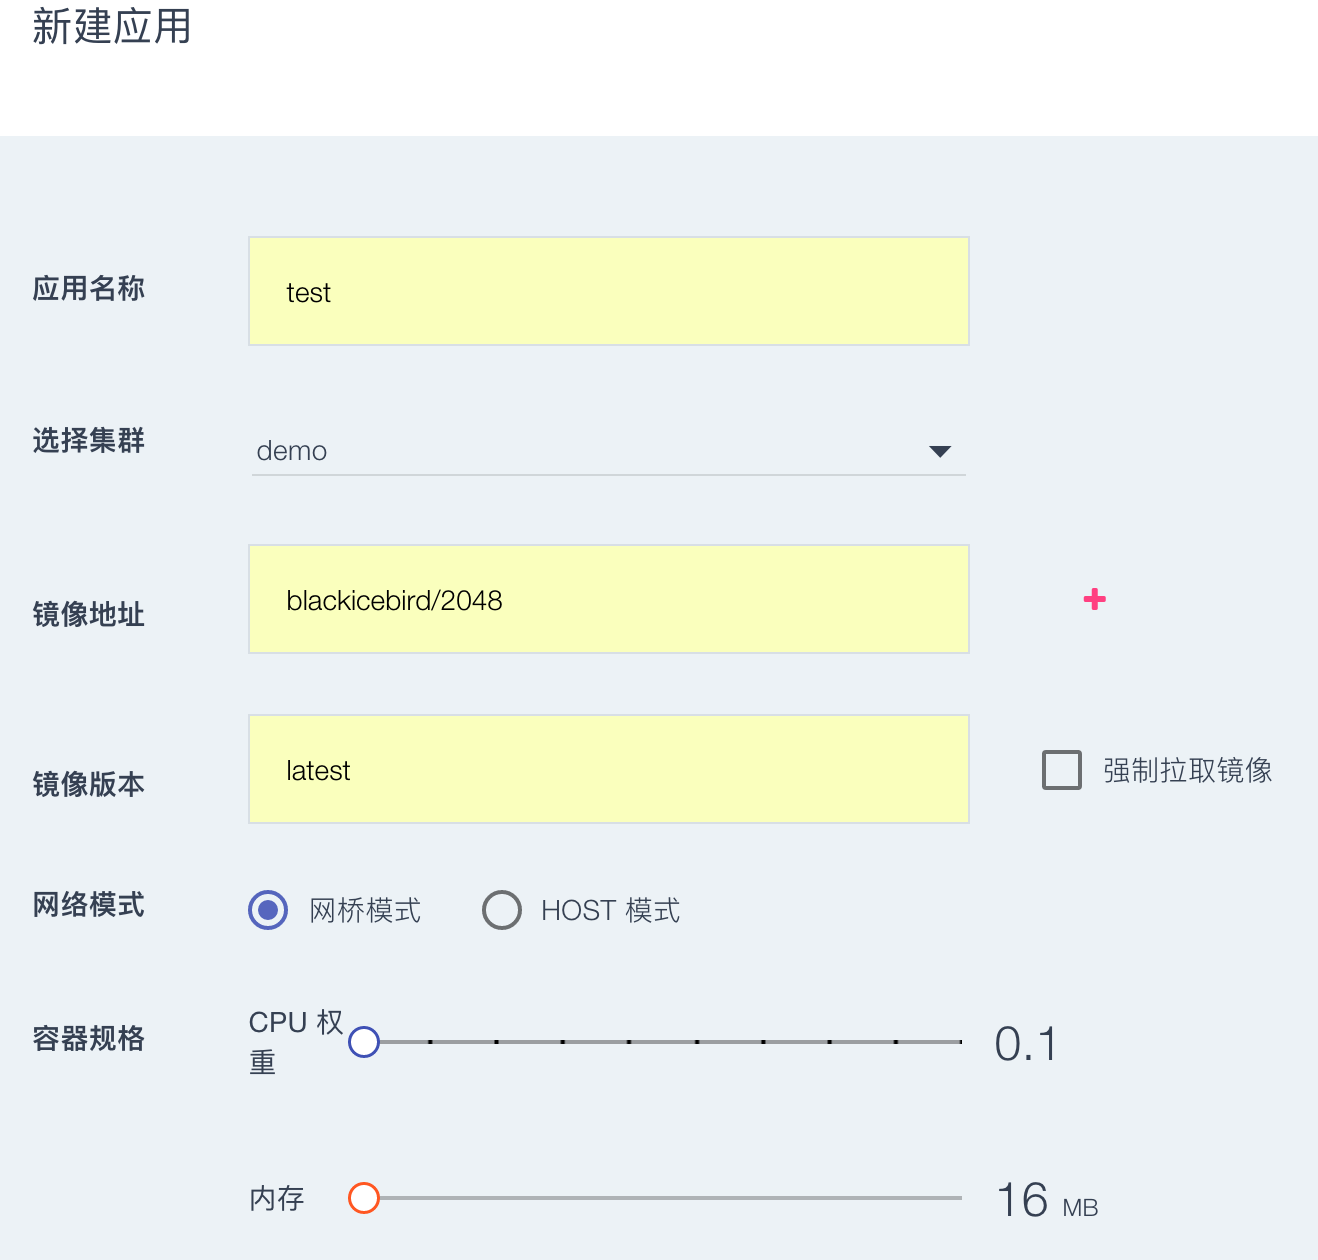 新建应用
应用名称
test
选择集群
demo
镜像地址
blackicebird/2048
镜像版本
latest
强制拉取镜像
网络模式
网桥模式
HOST 模式
容器规格
CPU 权
重
0.1
内存
16 MB